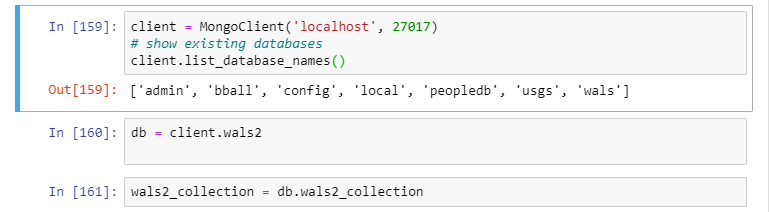 In [159]: client = MongoClient('localhost', 27017)
# show existing databases
client.list_database_names()
Out[159]: ['admin', 'bball', 'config', 'local', 'peopledb', 'usgs', 'wals']
In [160]: db = client.wals2
In [161]: wals2_collection = db.wals2_collection